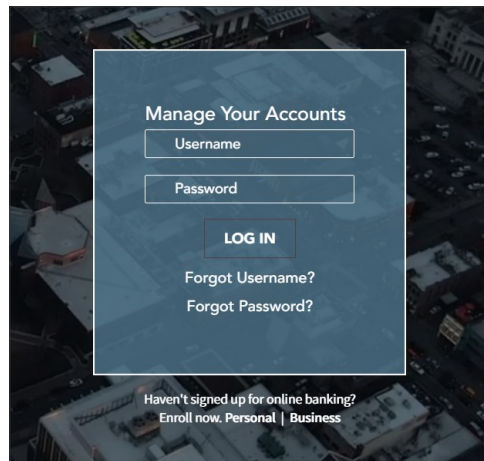 Manage Your Accounts
Username
Password
LOG IN
Forgot Username?
Forgot Password?
Haven't signed up for online banking?
Enroll now. Personal | Business